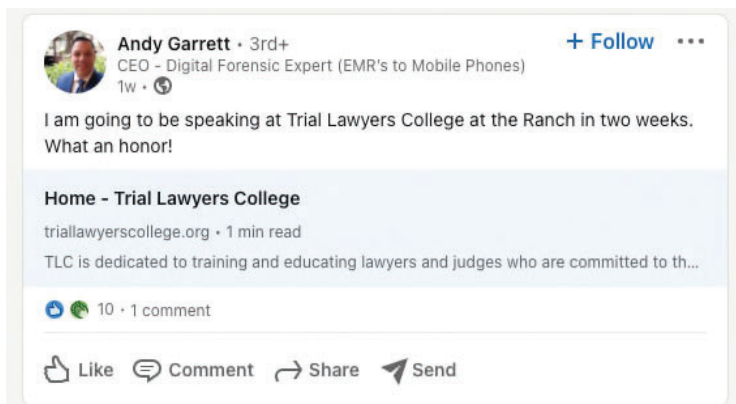 Andy Garrett • 3rd+
+ Follow •••
CEO - Digital Forensic Expert (EMR's to Mobile Phones)
1w •
I am going to be speaking at Trial Lawyers College at the Ranch in two weeks.
What an honor!
Home - Trial Lawyers College
triallawyerscollege.org • 1 min read
TLC is dedicated to training and educating lawyers and judges who are committed to th...
10 • 1 comment
Like Comment Share Send